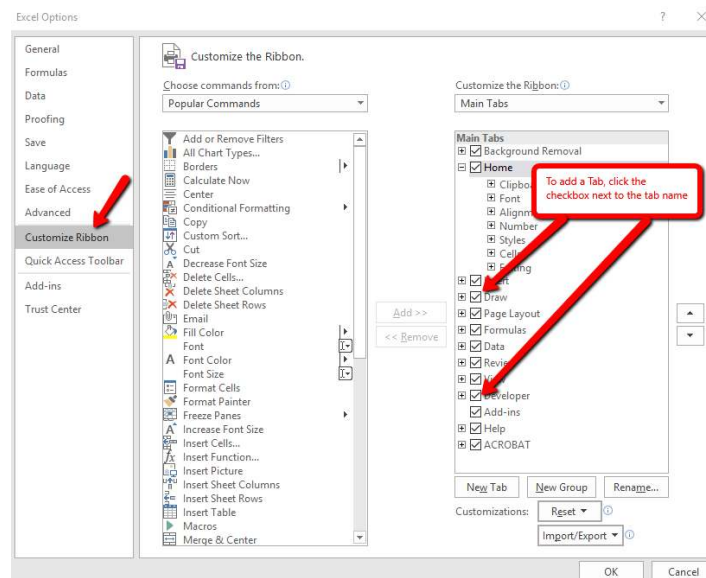 Excel Options
?
General
Formulas
Data
Proofing
Save
Language
Ease of Access
Advanced
Customize Ribbon
Quick Access Toolbar
Add-ins
Trust Center
Customize the Ribbon.
Choose commands from:
Popular Commands
Add or Remove Filters
All Chart Types...
Borders
Calculate Now
Center
Conditional Formatting
Copy
Custom Sort...
Cut
Decrease Font Size
Delete Cells...
Delete Sheet Columns
Delete Sheet Rows
Email
Fill Color
Font
Font Color
Font Size
Format Cells
Format Painter
Freeze Panes
Increase Font Size
Insert Cells...
Insert Function...
Insert Picture
Insert Sheet Columns
Insert Sheet Rows
Insert Table
Macros
Merge & Center
Add >>
<< Remove
Customize the Ribbon:
Main Tabs
Main Tabs
Background Removal
Home
To add a Tab, click the
checkbox next to the tab name
Font
Number
Styles
Draw
Page Layout
Formulas
Data
Developer
Add-ins
Help
ACROBAT
New Tab
New Group
Rename...
Customizations:
Reset
Import/Export
OK
Cancel